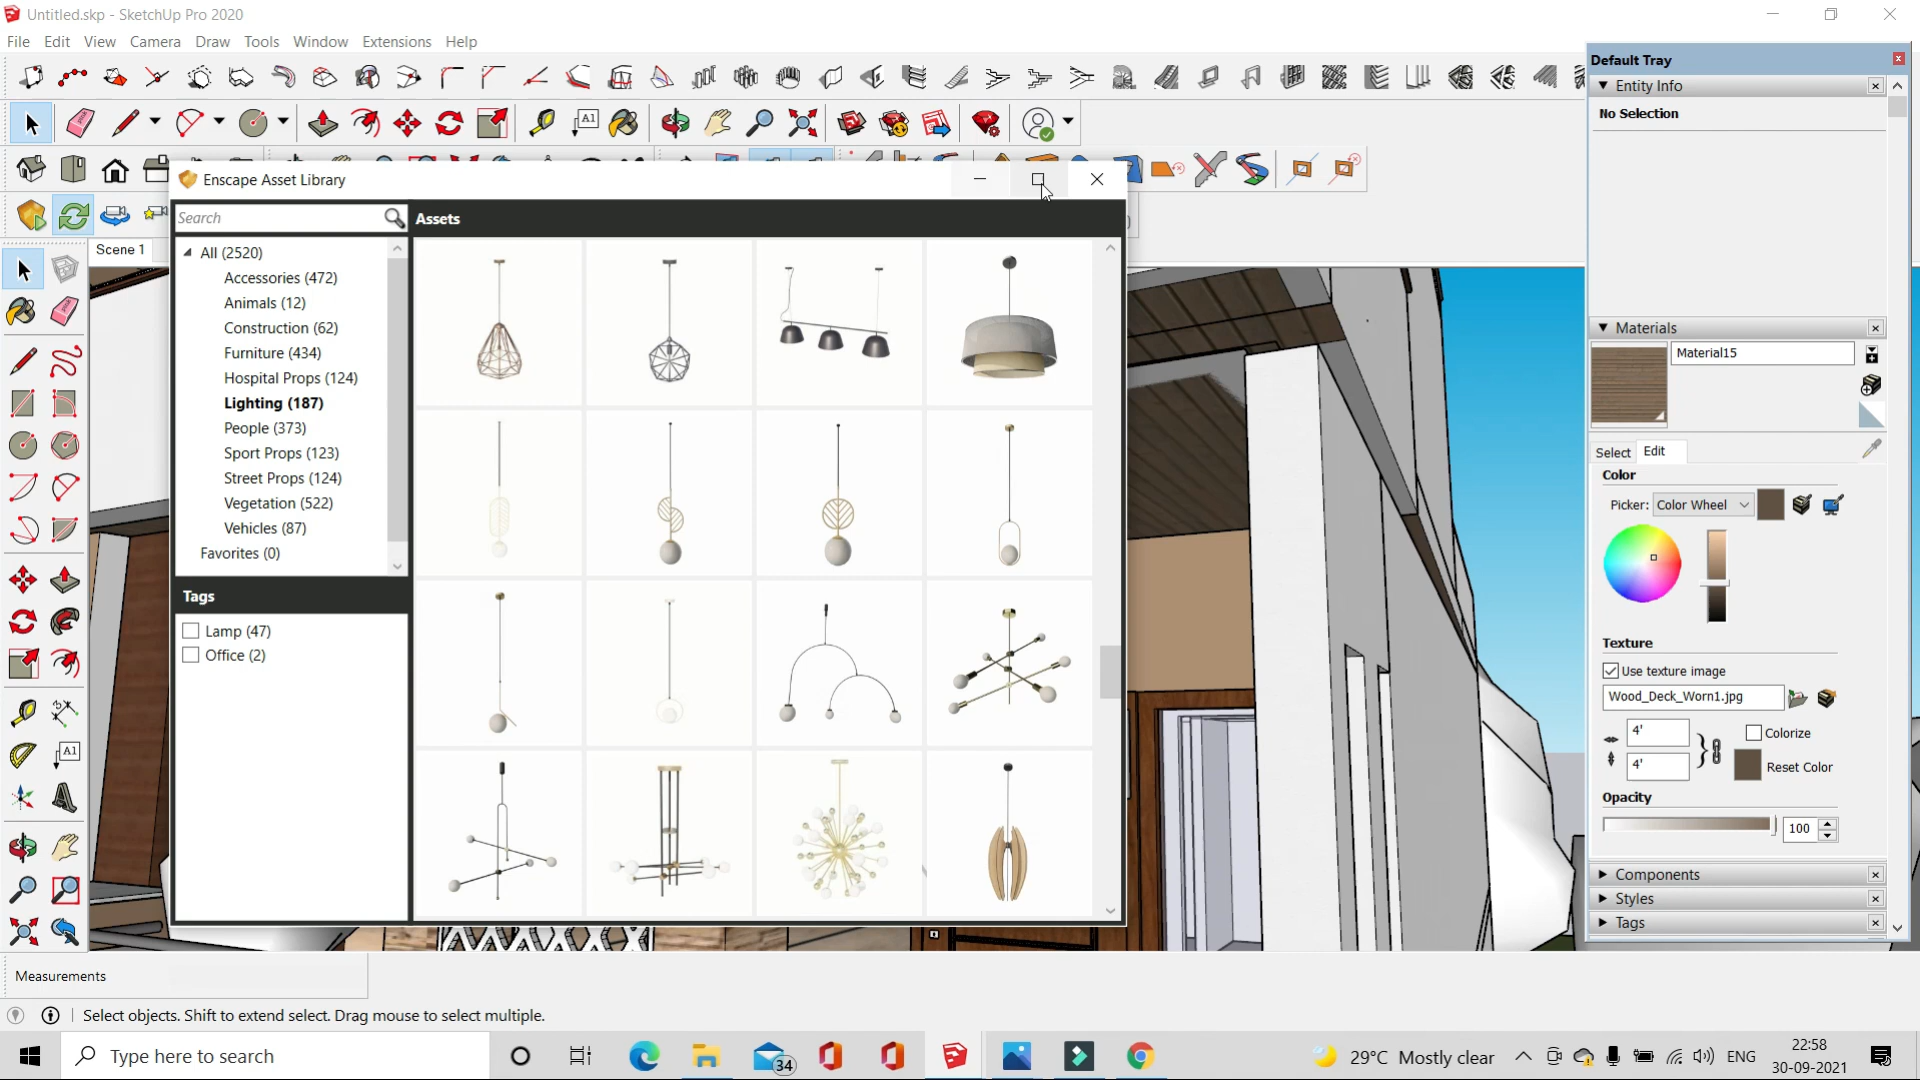 Untitled.skp - SketchUp Pro 2020
File Edit View Camera Draw Tools Window Extensions Help
Default Tray
Entity Info
No Selection
A1
Enscape Asset Library
Search
Assets
Scene 1
All (2520)
Accessories (472)
Animals (12)
Construction (62)
Furniture (434)
Hospital Props (124)
Lighting (187)
People (373)
Sport Props (123)
Street Props (124)
Vegetation (522)
Vehicles (87)
Favorites (0)
Tags
Lamp (47)
Office (2)
A1
Materials
Material15
Select Edit
Color
Picker: Color Wheel
Texture
Use texture image
Wood_Deck_Worn1.jpg
4'
Colorize
4'
Reset Color
Opacity
100
Components
Styles
Tags
Measurements
Select objects. Shift to extend select. Drag mouse to select multiple.
Type here to search
34
29°C Mostly clear
ENG
22:58
30-09-2021